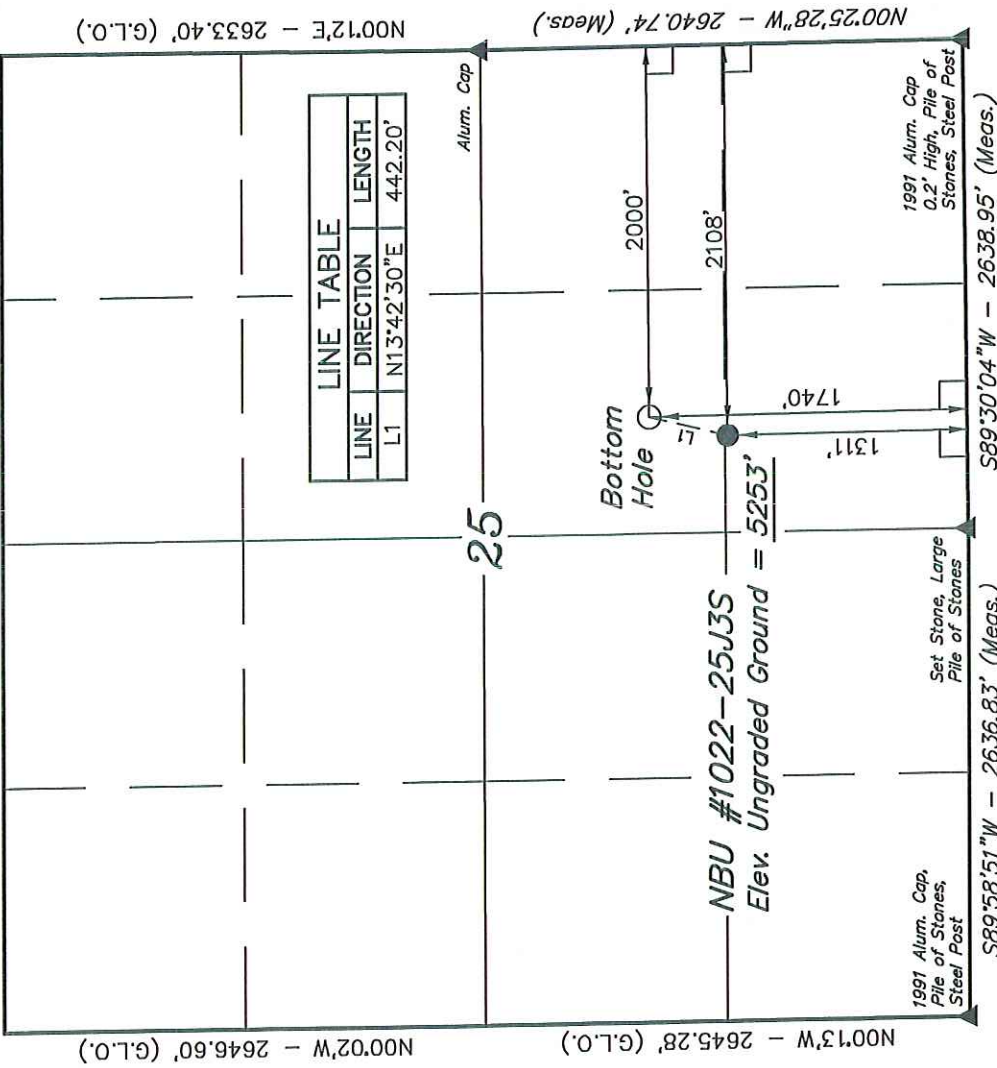 N00°12'E - 2633.40' (G.L.O.)
N00°02'W - 2646.60' (G.L.O.)
LINE TABLE
LINE DIRECTION LENGTH
L1 N13°42'30"E 442.20'
Alum. Cap
25
N00°25'28"W - 2640.74' (Meas.)
N00°13'W - 2645.28' (G.L.O.)
2000'
Bottom
Hole
L1
2108'
1740'
1311'
NBU #1022-25J3S
Elev. Ungraded Ground = 5253'
1991 Alum. Cap,
Pile of Stones,
Steel Post
Set Stone, Large
Pile of Stones
1991 Alum. Cap
0.2' High, Pile of
Stones, Steel Post
S89°58'51"W - 2636.83' (Meas.)
S89°30'04"W - 2638.95' (Meas.)